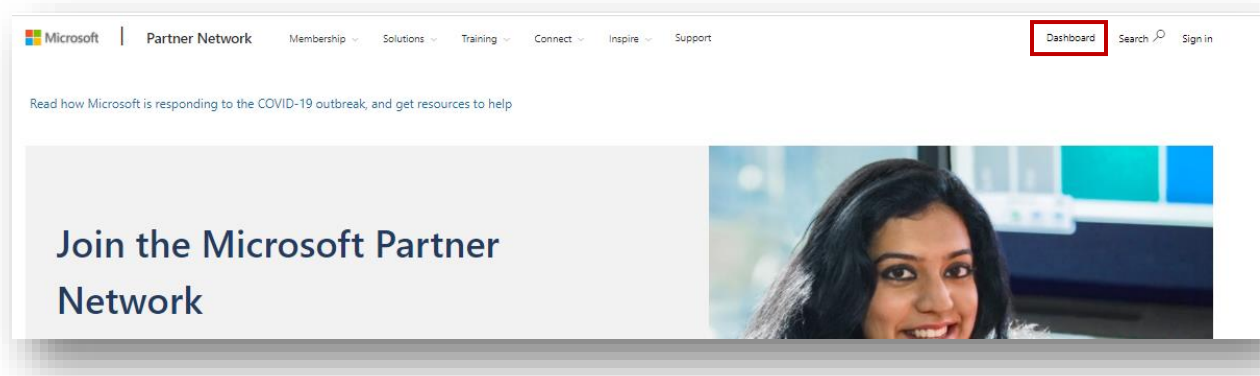 Microsoft | Partner Network Membership Solutions Training Connect Inspire Support Dashboard Search Sign in
Read how Microsoft is responding to the COVID-19 outbreak, and get resources to help
Join the Microsoft Partner
Network